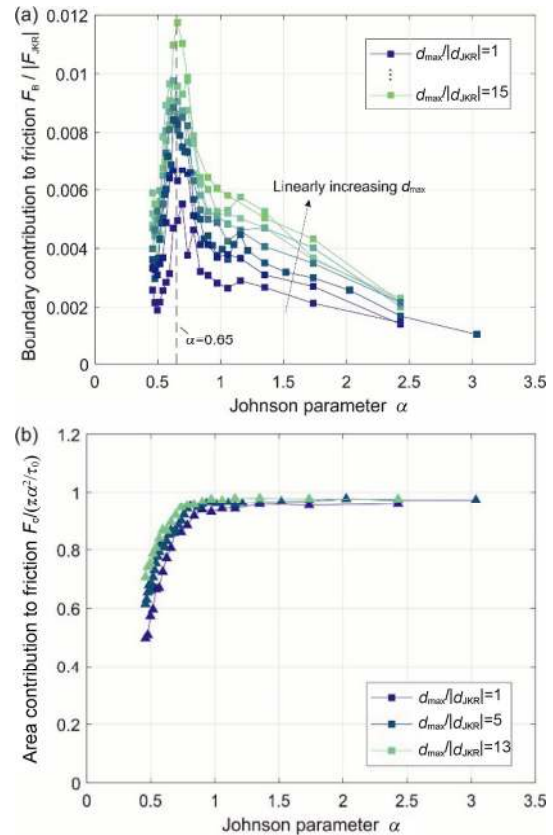 (a)
0.012
0.01
0.008
0.006
0.004
0.002
0
Boundary contribution to friction F_B / |F_JKR|
d_max/|d_JKR|=1
⋮
d_max/|d_JKR|=15
Linearly increasing d_max
α=0.65
0 0.5 1 1.5 2 2.5 3 3.5
Johnson parameter α
(b)
1.2
1
0.8
0.6
0.4
0.2
0
Area contribution to friction F_c/(πα²/τ₀)
d_max/|d_JKR|=1
d_max/|d_JKR|=5
d_max/|d_JKR|=13
0 0.5 1 1.5 2 2.5 3 3.5
Johnson parameter α